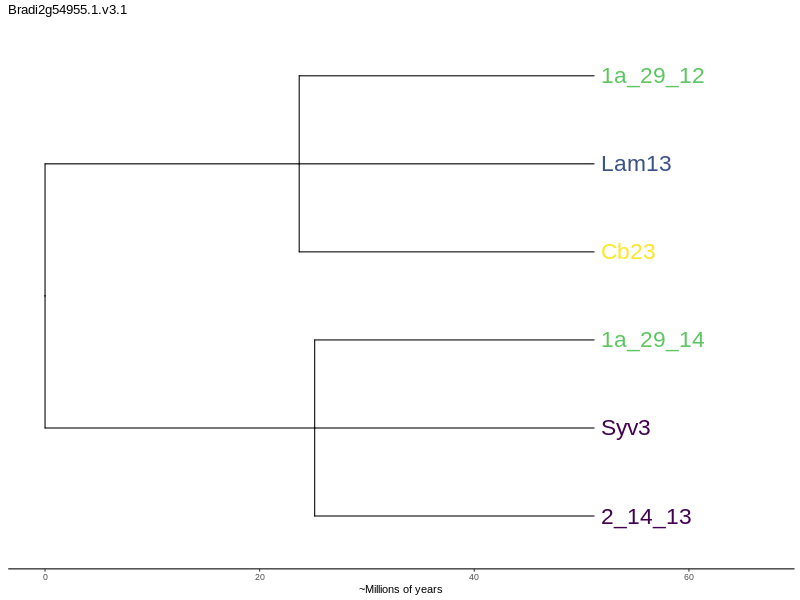 Bradi2g54955.1.v3.1
1a_29_12
Lam13
Cb23
1a_29_14
Syv3
2_14_13
0 20 40 60
~Millions of years